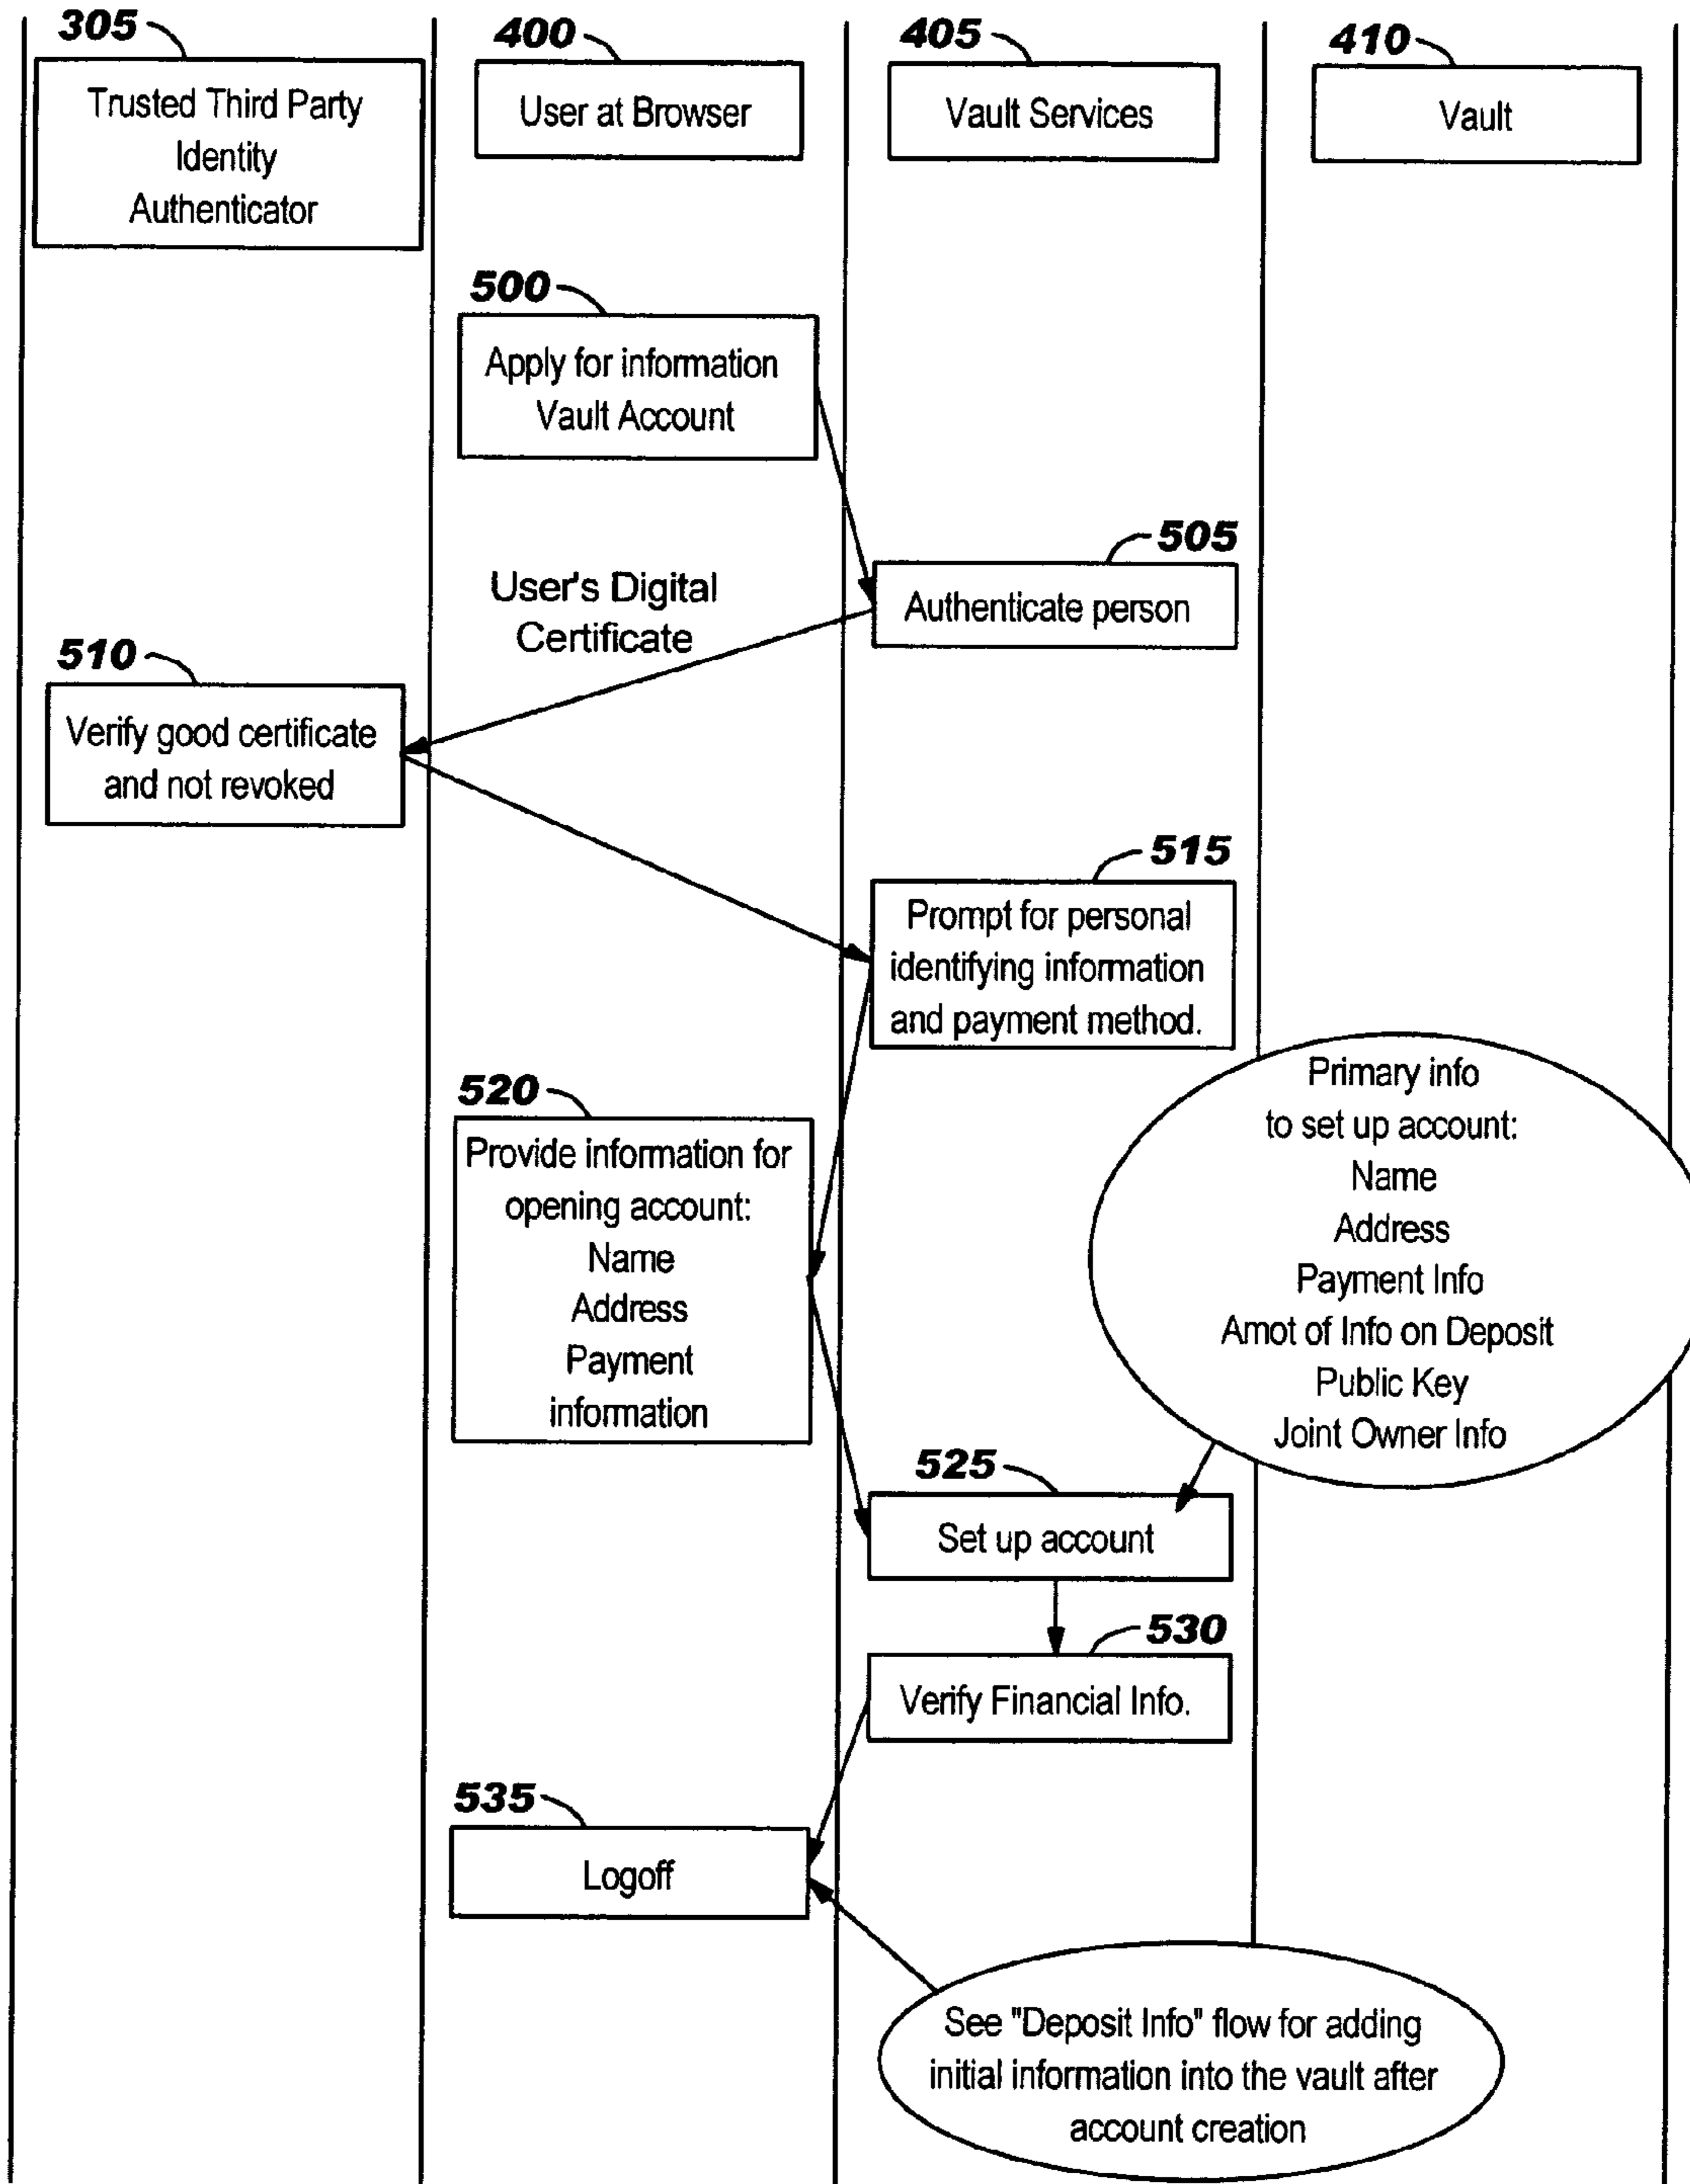 305
Trusted Third Party
Identity
Authenticator
400
User at Browser
405
Vault Services
410
Vault
500
Apply for information
Vault Account
505
Authenticate person
User's Digital
Certificate
510
Verify good certificate
and not revoked
515
Prompt for personal
identifying information
and payment method.
520
Provide information for
opening account:
Name
Address
Payment
information
Primary info
to set up account:
Name
Address
Payment Info
Amot of Info on Deposit
Public Key
Joint Owner Info
525
Set up account
530
Verify Financial Info.
535
Logoff
See "Deposit Info" flow for adding
initial information into the vault after
account creation